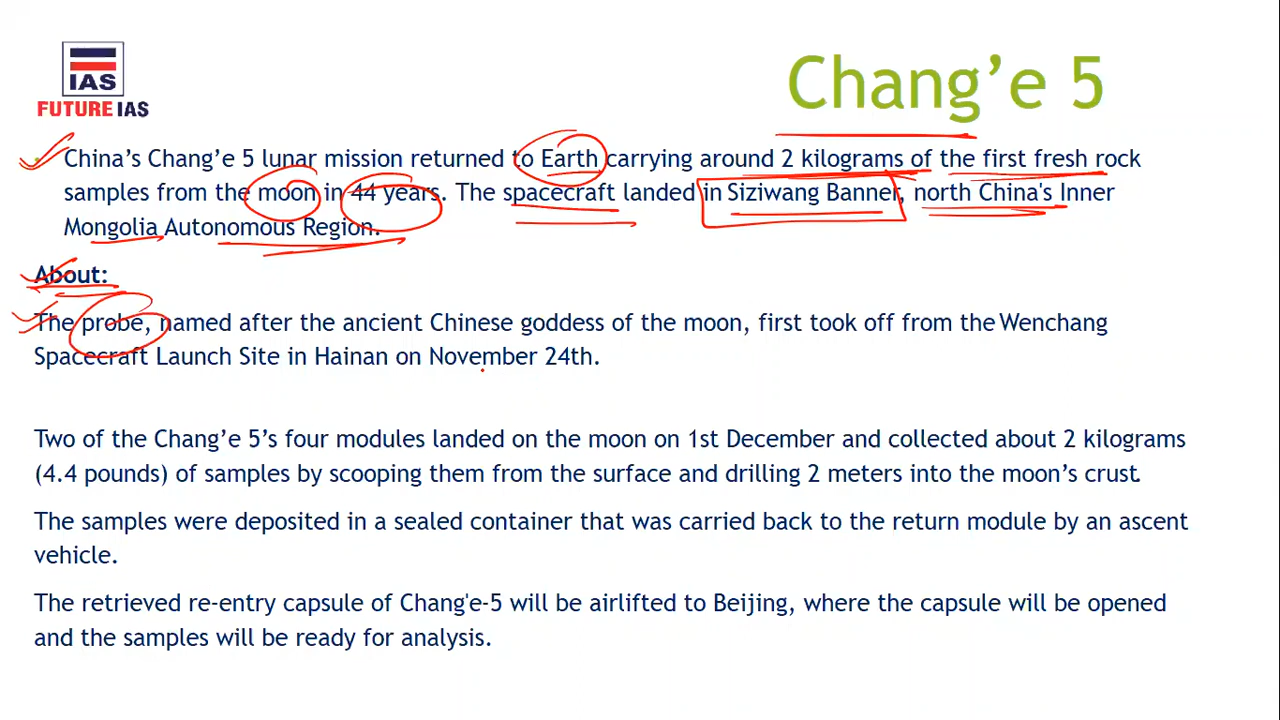 IAS
FUTURE IAS
Chang’e 5
China’s Chang’e 5 lunar mission returned to Earth carrying around 2 kilograms of the first fresh rock
samples from the moon in 44 years. The spacecraft landed in Siziwang Banner, north China's Inner
Mongolia Autonomous Region.
About:
The probe, named after the ancient Chinese goddess of the moon, first took off from the Wenchang
Spacecraft Launch Site in Hainan on November 24th.
Two of the Chang’e 5’s four modules landed on the moon on 1st December and collected about 2 kilograms
(4.4 pounds) of samples by scooping them from the surface and drilling 2 meters into the moon’s crust.
The samples were deposited in a sealed container that was carried back to the return module by an ascent
vehicle.
The retrieved re-entry capsule of Chang'e-5 will be airlifted to Beijing, where the capsule will be opened
and the samples will be ready for analysis.